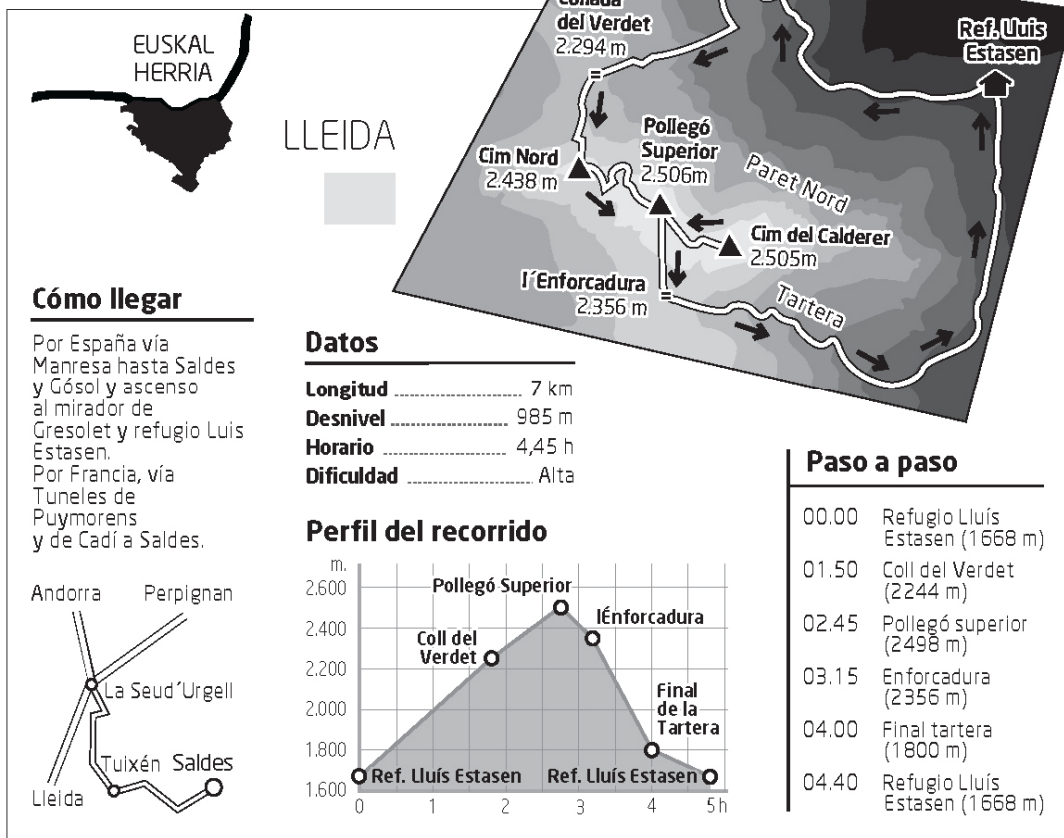 EUSKAL
HERRIA
LLEIDA
Collada
del Verdet
2.294 m
Ref. Lluis
Estasen
Cim Nord
2.438 m
Pollegó
Superior
2.506m
Paret Nord
Cim del Calderer
2.505m
l´Enforcadura
2.356 m
Tartera
Cómo llegar
Por España vía
Manresa hasta Saldes
y Gósol y ascenso
al mirador de
Gresolet y refugio Luis
Estasen.
Por Francia, vía
Tuneles de
Puymorens
y de Cadí a Saldes.
Andorra
Perpignan
La Seud´Urgell
Tuixén
Saldes
Lleida
Datos
Longitud ........................ 7 km
Desnivel ........................ 985 m
Horario ........................ 4,45 h
Dificuldad ........................ Alta
Perfil del recorrido
m.
2.600
2.400
2.200
2.000
1.800
1.600
Pollegó Superior
lÉnforcadura
Coll del
Verdet
Final
de la
Tartera
Ref. Lluís Estasen
Ref. Lluís Estasen
0 1 2 3 4 5h
Paso a paso
00.00 Refugio Lluís
Estasen (1668 m)
01.50 Coll del Verdet
(2244 m)
02.45 Pollegó superior
(2498 m)
03.15 Enforcadura
(2356 m)
04.00 Final tartera
(1800 m)
04.40 Refugio Lluís
Estasen (1668 m)